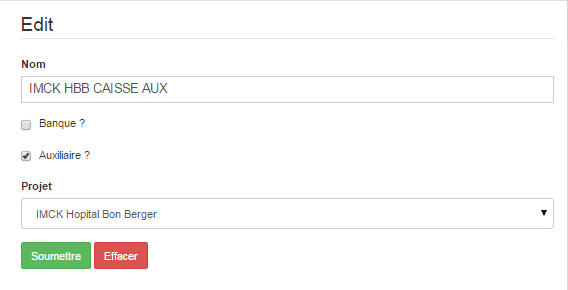 Edit
Nom
IMCK HBB CAISSE AUX
Banque ?
Auxiliaire ?
Projet
IMCK Hopital Bon Berger
Soumettre Effacer